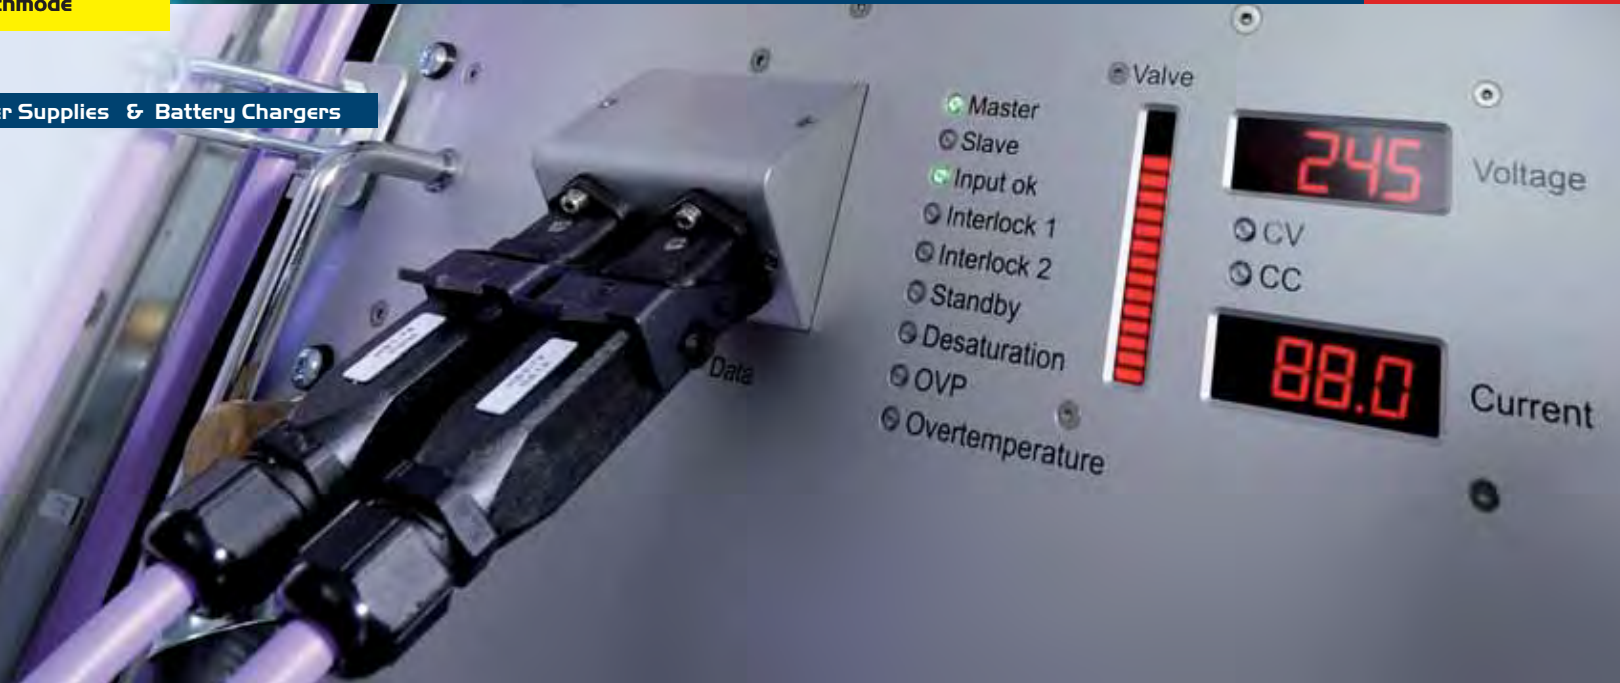 er Supplies & Battery Chargers
Valve
Master
Slave
Input ok
Interlock 1
Interlock 2
Standby
Desaturation
OVP
Overtemperature
245
Voltage
CV
CC
88.0
Current
Data